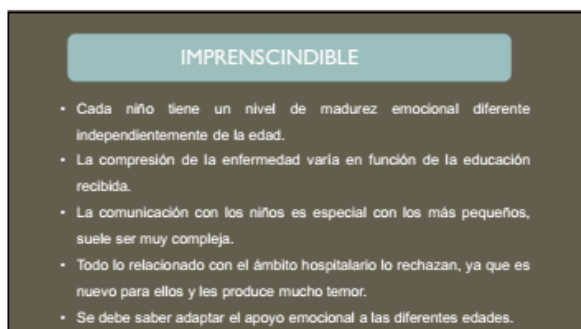 IMPRENSCINDIBLE
• Cada niño tiene un nivel de madurez emocional diferente
independientemente de la edad.
• La compresión de la enfermedad varía en función de la educación
recibida.
• La comunicación con los niños es especial con los más pequeños,
suele ser muy compleja.
• Todo lo relacionado con el ámbito hospitalario lo rechazan, ya que es
nuevo para ellos y les produce mucho temor.
• Se debe saber adaptar el apoyo emocional a las diferentes edades.